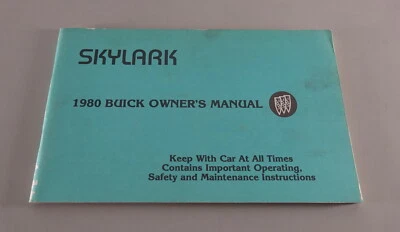 SKYLARK
1980 BUICK OWNER'S MANUAL
Keep With Car At All Times
Contains Important Operating,
Safety and Maintenance Instructions